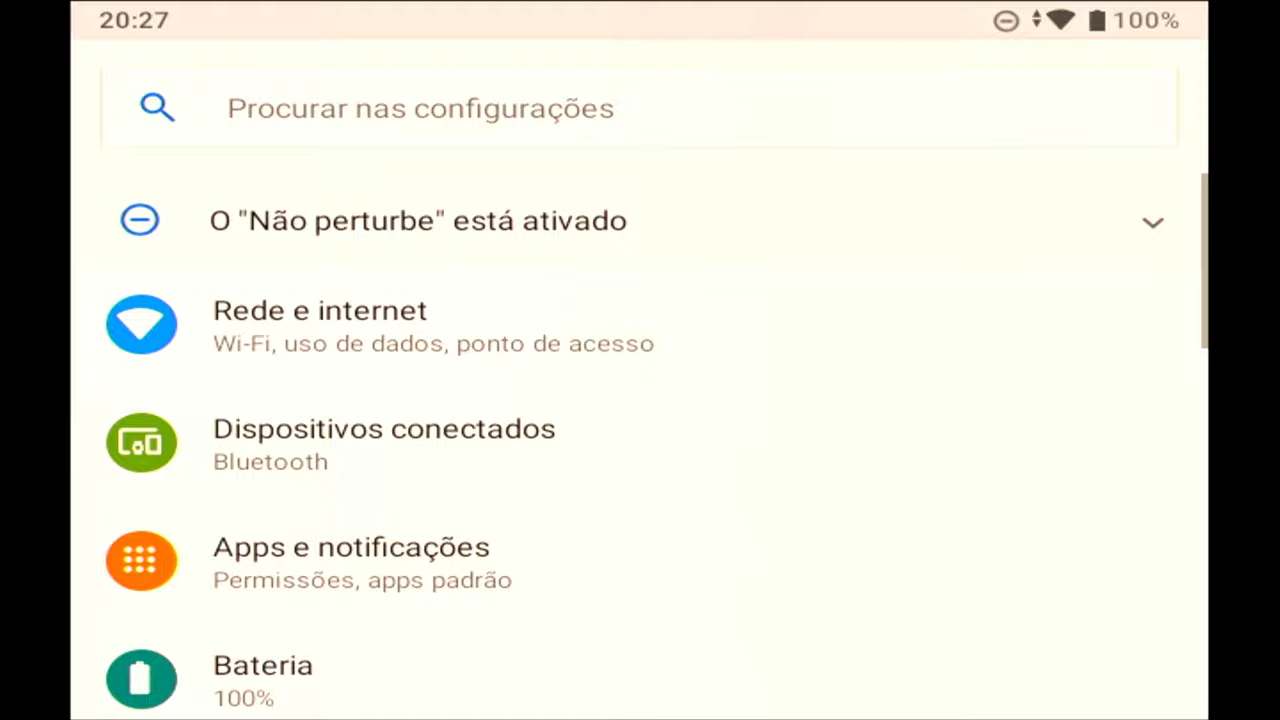 20:27
100%
Procurar nas configurações
O "Não perturbe" está ativado
Rede e internet
Wi-Fi, uso de dados, ponto de acesso
Dispositivos conectados
Bluetooth
Apps e notificações
Permissões, apps padrão
Bateria
100%